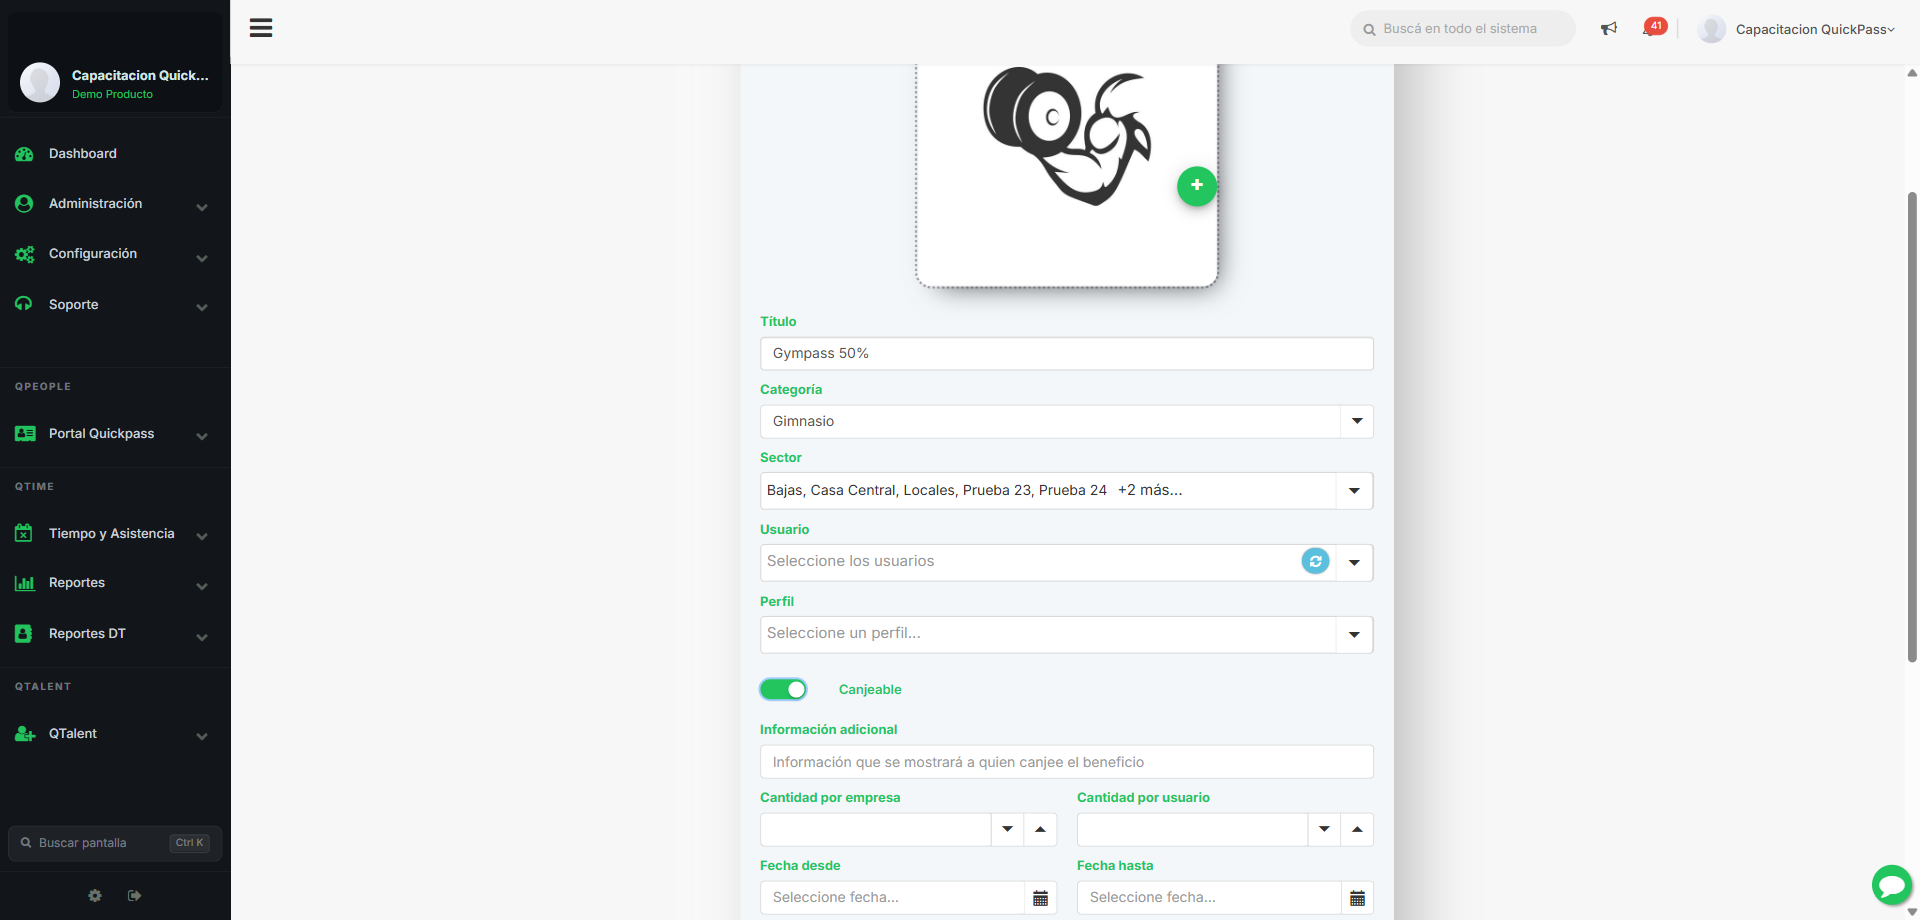 Buscá en todo el sistema
41
Capacitacion QuickPass
Capacitacion Quick...
Demo Producto
Dashboard
Administración
Configuración
Soporte
QPEOPLE
Portal Quickpass
QTIME
Tiempo y Asistencia
Reportes
Reportes DT
QTALENT
QTalent
Buscar pantalla
Ctrl K
Título
Gympass 50%
Categoría
Gimnasio
Sector
Bajas, Casa Central, Locales, Prueba 23, Prueba 24 +2 más...
Usuario
Seleccione los usuarios
Perfil
Seleccione un perfil...
Canjeable
Información adicional
Información que se mostrará a quien canjee el beneficio
Cantidad por empresa
Cantidad por usuario
Fecha desde
Fecha hasta
Seleccione fecha...
Seleccione fecha...